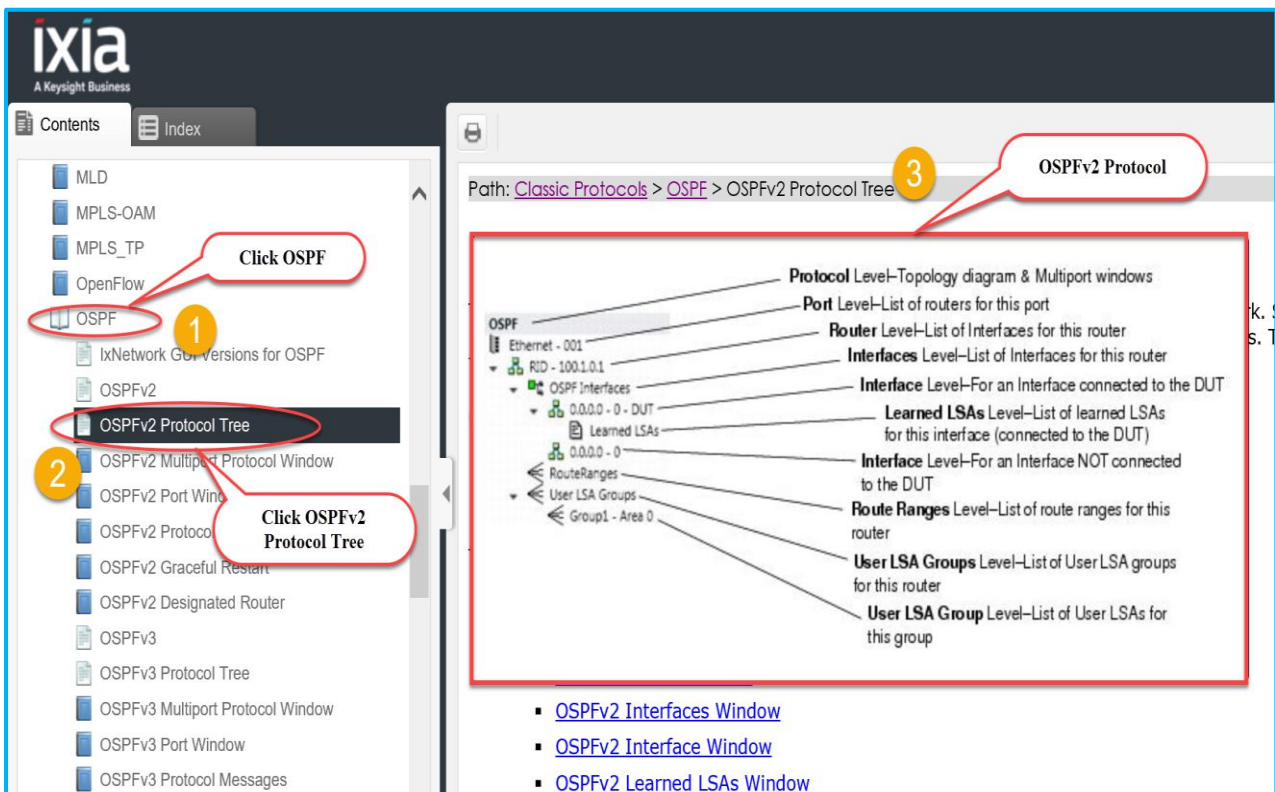 ixia
A Keysight Business
Contents
Index
MLD
MPLS-OAM
MPLS_TP
OpenFlow
OSPF
IxNetwork GUI Versions for OSPF
OSPFv2
OSPFv2 Protocol Tree
OSPFv2 Multiport Protocol Window
OSPFv2 Port
OSPFv2
OSPFv2 Graceful Restart
OSPFv2 Designated Router
OSPFv3
OSPFv3 Protocol Tree
OSPFv3 Multiport Protocol Window
OSPFv3 Port Window
OSPFv3 Protocol Messages
Click OSPF
1
2
Click OSPFv2
Protocol Tree
3
OSPFv2 Protocol
Path: Classic Protocols > OSPF > OSPFv2 Protocol Tree
OSPF
Ethernet - 001
RID - 100.1.0.1
OSPF Interfaces
0.0.0.0 - 0 - DUT
Learned LSAs
0.0.0.0 - 0
RouteRanges
User LSA Groups
Group1 - Area 0
Protocol Level–Topology diagram & Multiport windows
Port Level–List of routers for this port
Router Level–List of Interfaces for this router
Interfaces Level–List of Interfaces for this router
Interface Level–For an Interface connected to the DUT
Learned LSAs Level–List of learned LSAs
for this interface (connected to the DUT)
Interface Level–For an Interface NOT connected
to the DUT
Route Ranges Level–List of route ranges for this
router
User LSA Groups Level–List of User LSA groups
for this router
User LSA Group Level–List of User LSAs for
this group
OSPFv2 Interfaces Window
OSPFv2 Interface Window
OSPFv2 Learned LSAs Window